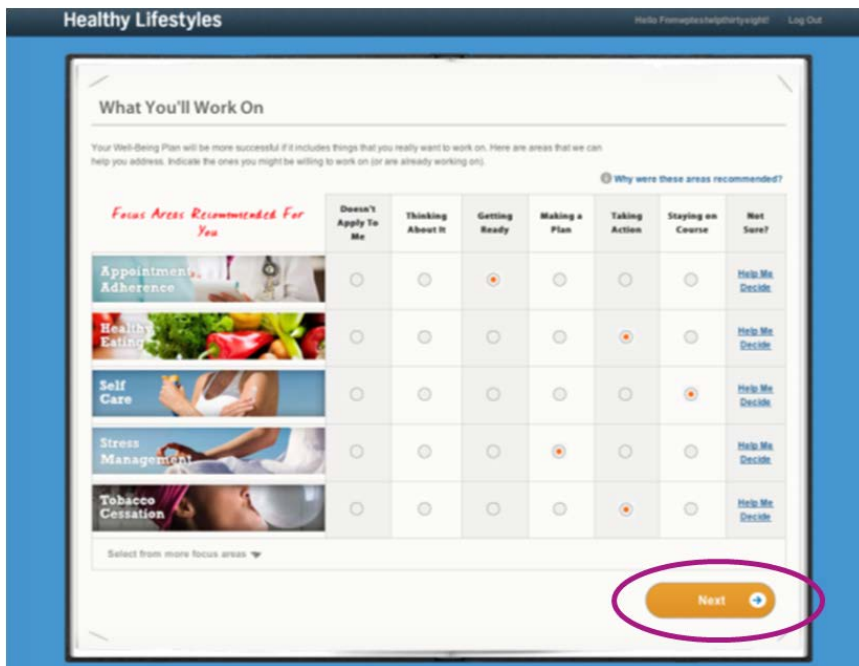 Healthy Lifestyles
Log Out
What You'll Work On
Your Well-Being Plan will be more successful if it includes things that you really want to work on. Here are areas that we can
help you address. Indicate the ones you might be willing to work on (or are already working on).
Why were these areas recommended?
Focus Areas Recommended For
You
Doesn't
Apply To
Me
Thinking
About It
Getting
Ready
Making a
Plan
Taking
Action
Staying on
Course
Not
Sure?
Appointment
Adherence
Help Me
Decide
Healthy
Eating
Help Me
Decide
Self
Care
Help Me
Decide
Stress
Management
Help Me
Decide
Tobacco
Cessation
Help Me
Decide
Select from more focus areas
Next